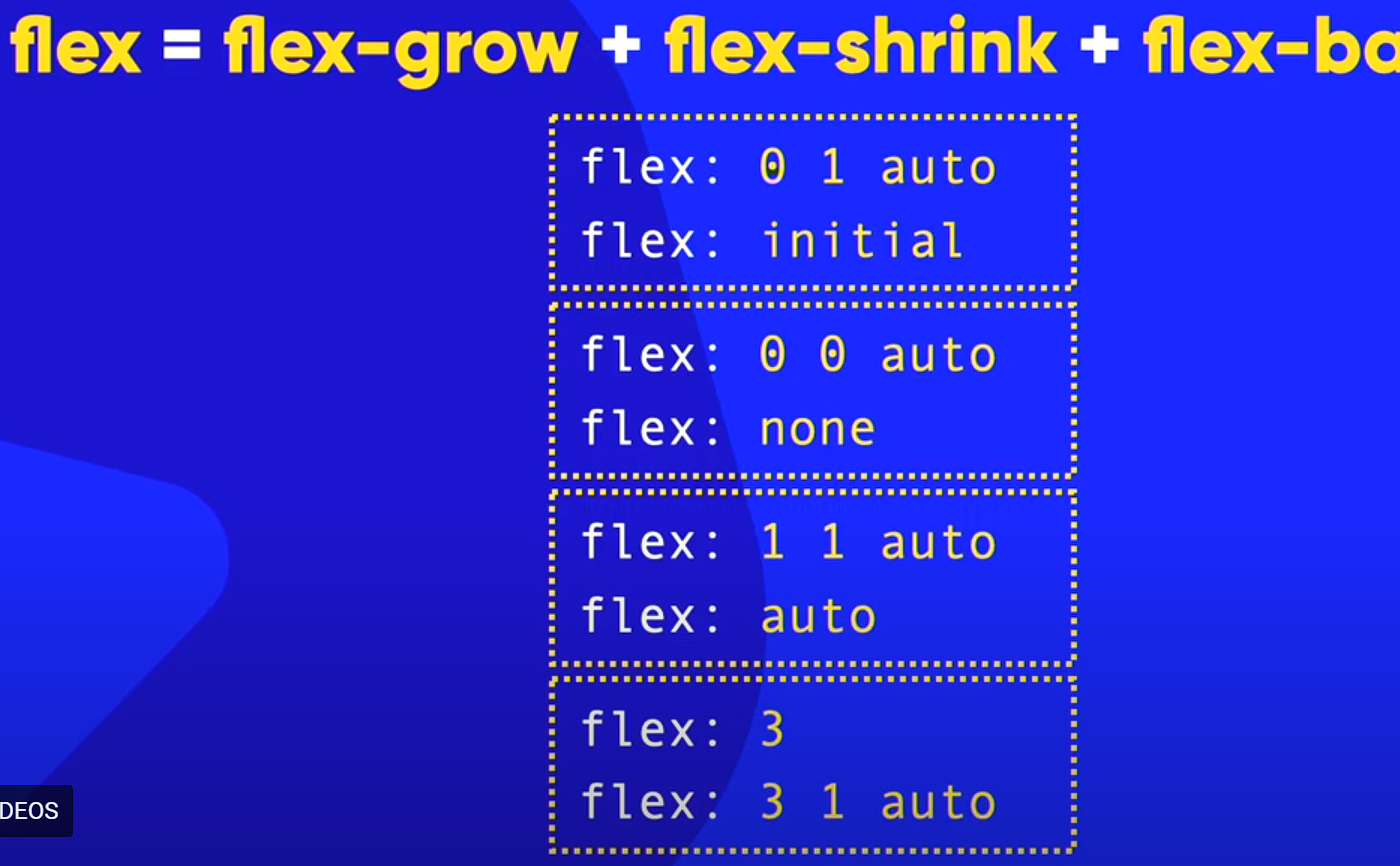 flex = flex-grow + flex-shrink + flex-ba
flex: 0 1 auto
flex: initial
flex: 0 0 auto
flex: none
flex: 1 1 auto
flex: auto
flex: 3
flex: 3 1 auto
DEOS